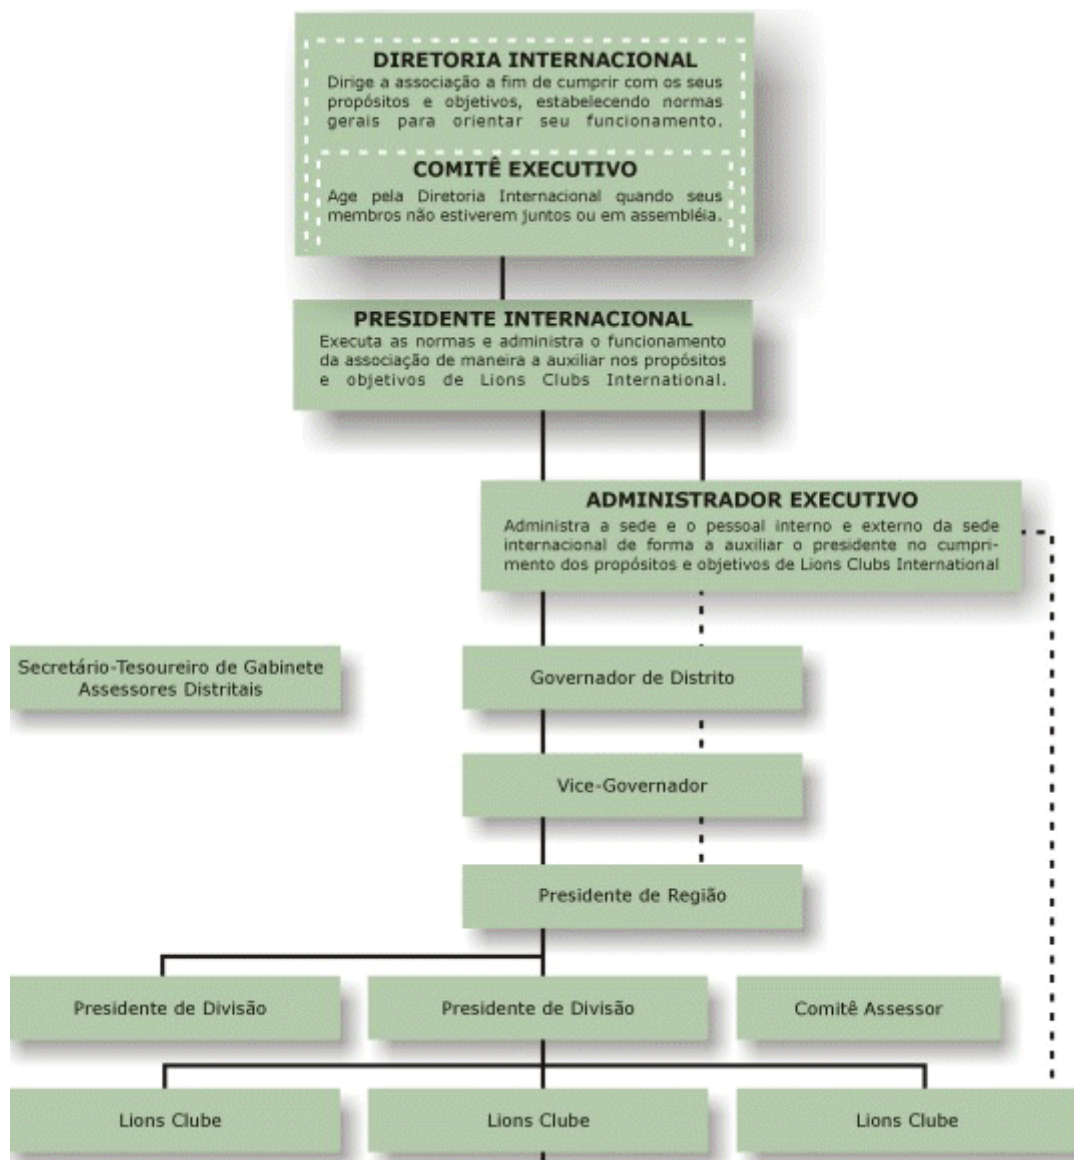 DIRETORIA INTERNACIONAL
Dirige a associação a fim de cumprir com os seus
propósitos e objetivos, estabelecendo normas
gerais para orientar seu funcionamento.
COMITÊ EXECUTIVO
Age pela Diretoria Internacional quando seus
membros não estiverem juntos ou em assembléia.
PRESIDENTE INTERNACIONAL
Executa as normas e administra o funcionamento
da associação de maneira a auxiliar nos propósitos
e objetivos de Lions Clubs International.
ADMINISTRADOR EXECUTIVO
Administra a sede e o pessoal interno e externo da sede
internacional de forma a auxiliar o presidente no cumpri-
mento dos propósitos e objetivos de Lions Clubs International
Secretário-Tesoureiro de Gabinete
Assessores Distritais
Governador de Distrito
Vice-Governador
Presidente de Região
Presidente de Divisão
Presidente de Divisão
Comitê Assessor
Lions Clube
Lions Clube
Lions Clube